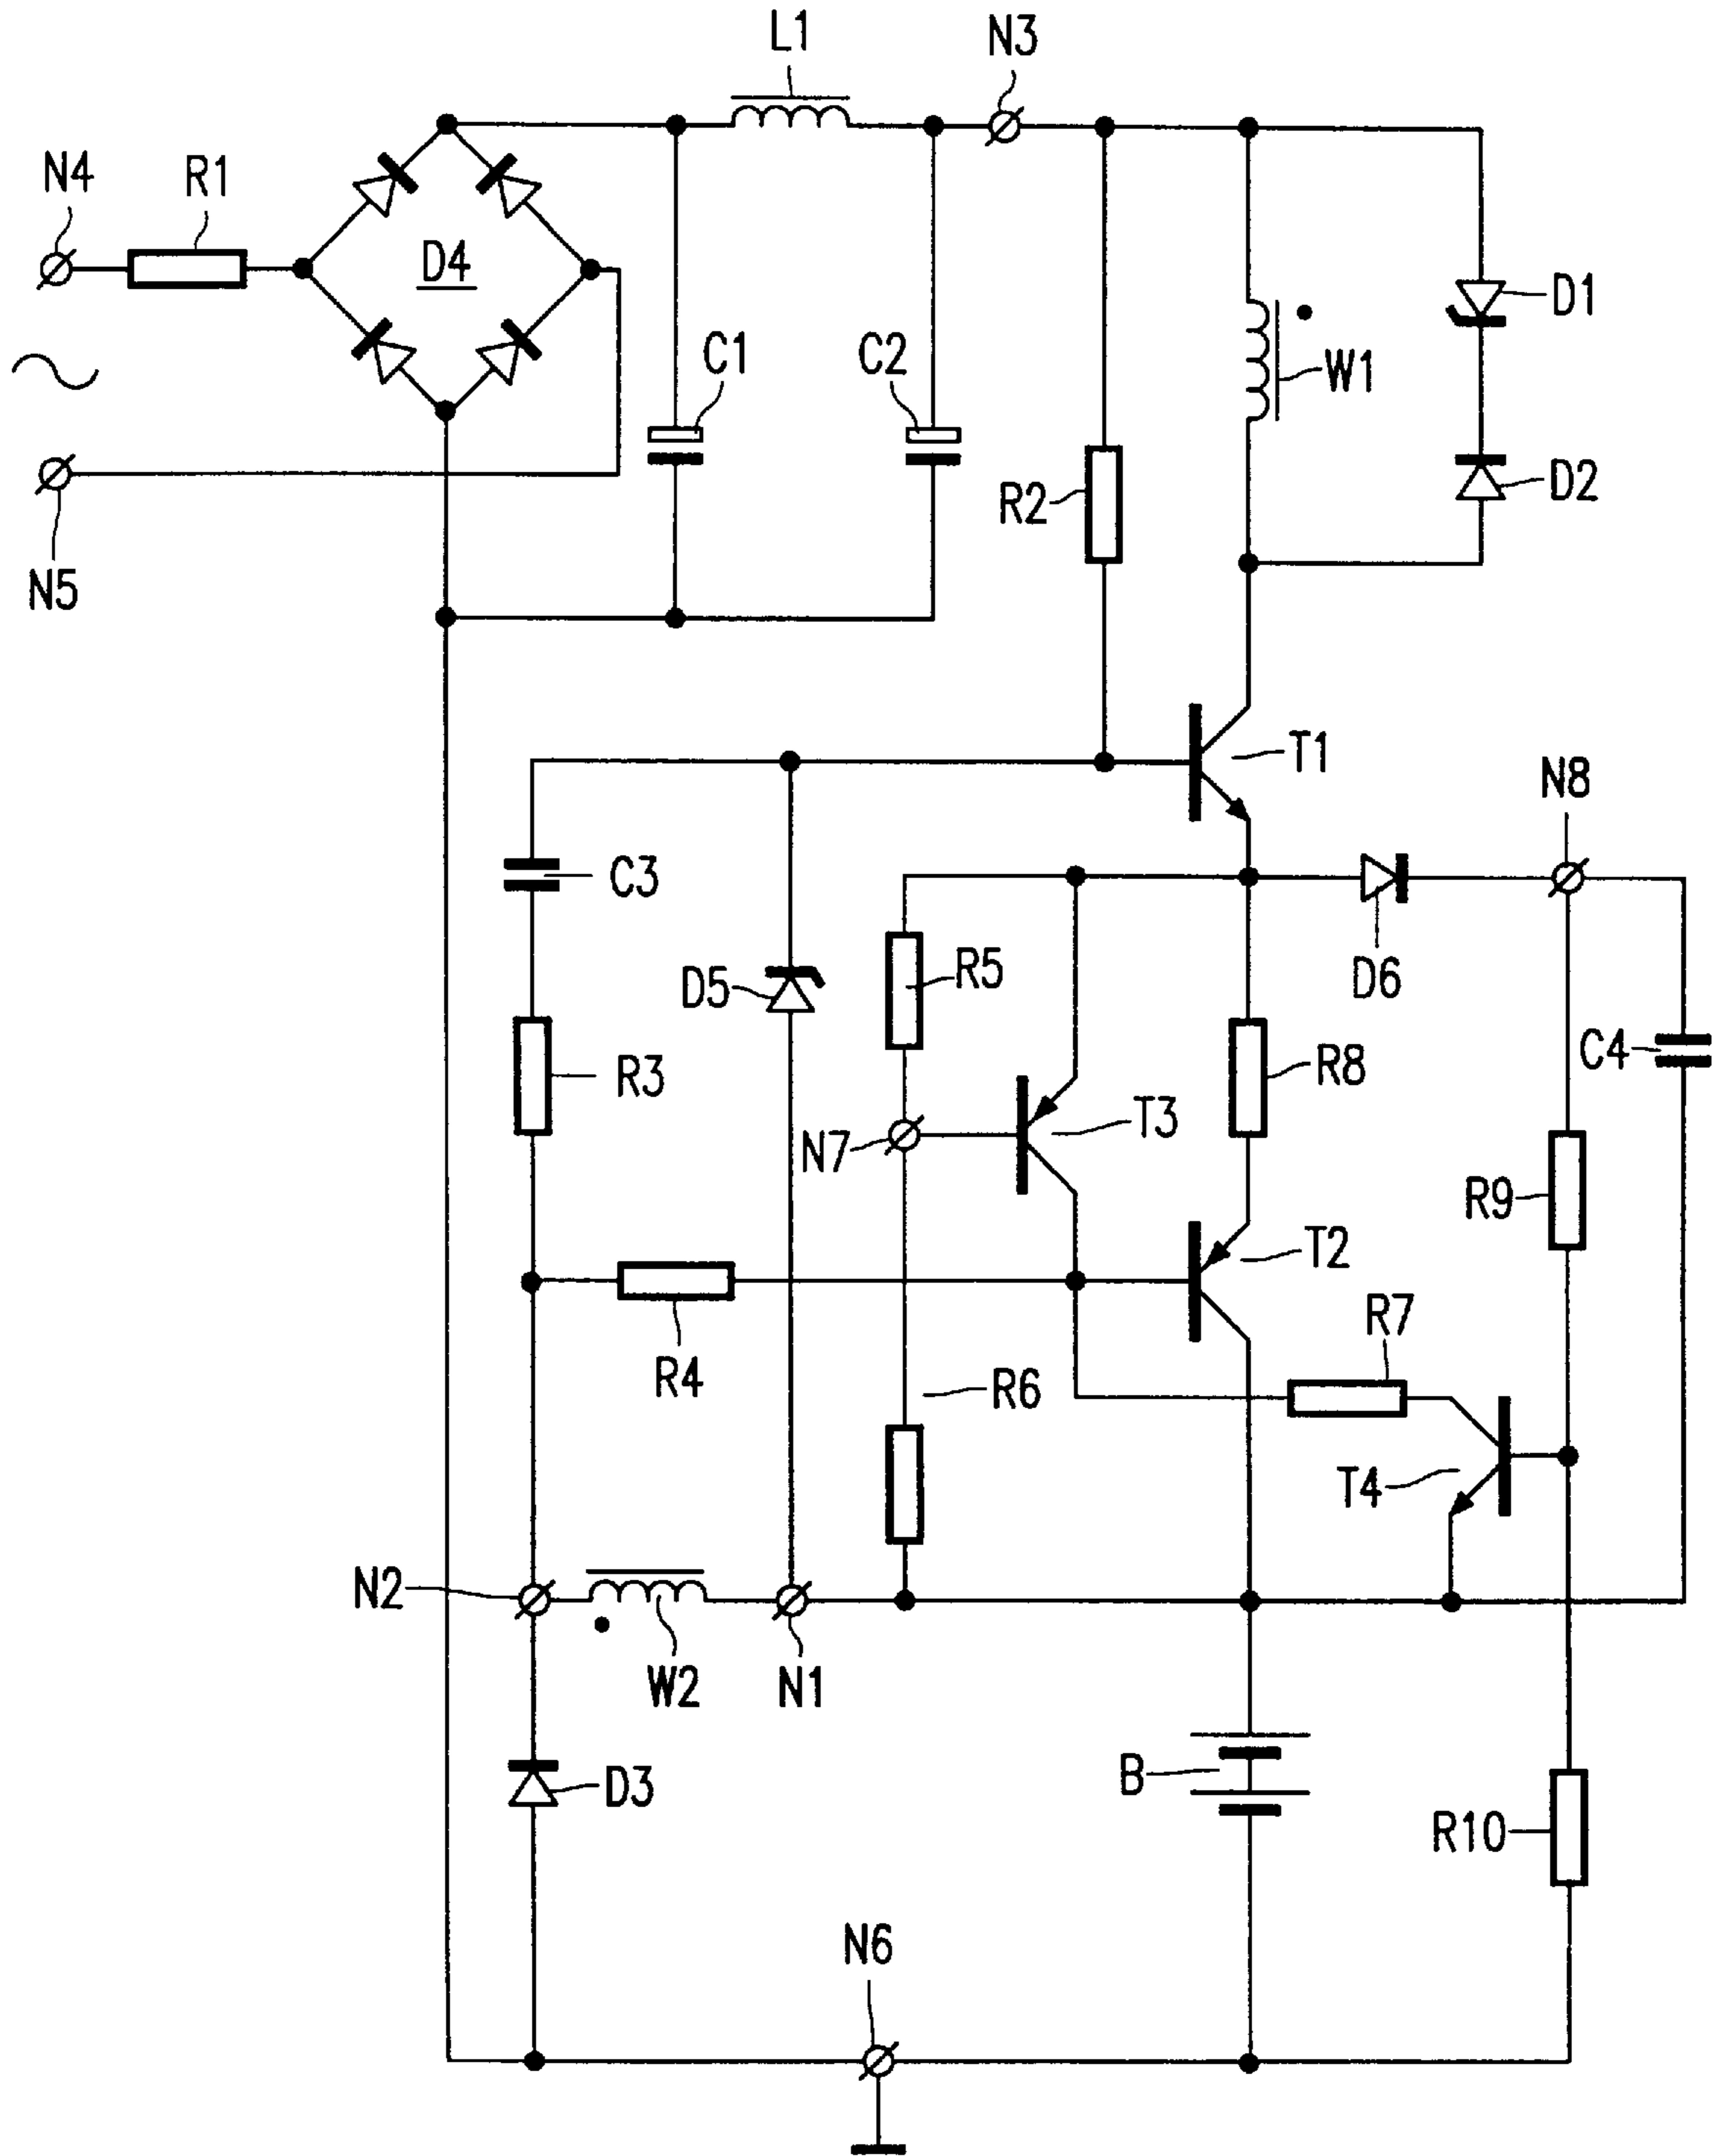 L1
N3
N4
R1
D4
D1
C1
C2
W1
D2
R2
N5
T1
N8
C3
D5
R5
D6
R3
R8
C4
T3
N7
R9
T2
R7
R4
R6
T4
N2
W2
N1
B
D3
R10
N6